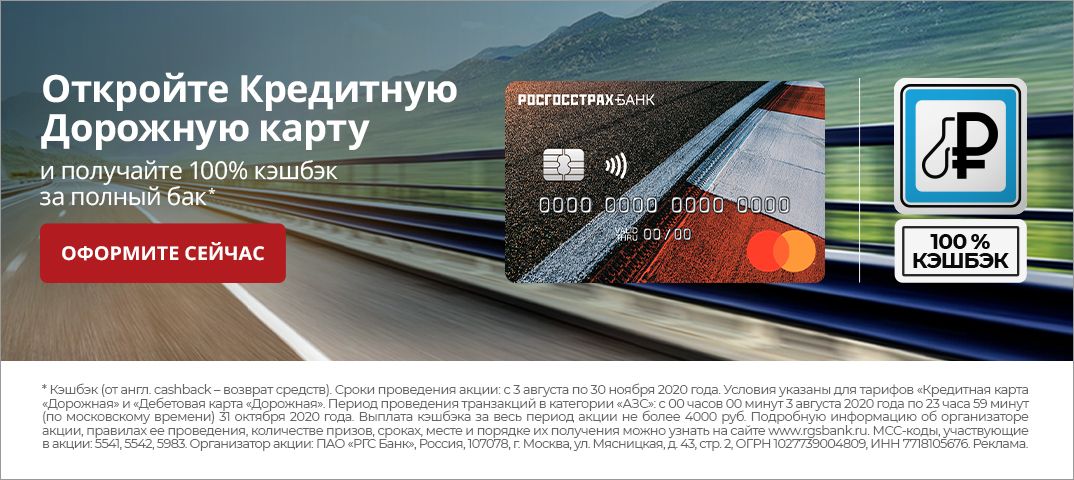 Откройте Кредитную
Дорожную карту
и получайте 100% кэшбэк
за полный бак*
ОФОРМИТЕ СЕЙЧАС
РОСГОССТРАХ БАНК
0000 0000 0000 0000
VALID
THRU 00/00
₽
100 %
КЭШБЭК
* Кэшбэк (от англ. cashback – возврат средств). Сроки проведения акции: с 3 августа по 30 ноября 2020 года. Условия указаны для тарифов «Кредитная карта
«Дорожная» и «Дебетовая карта «Дорожная». Период проведения транзакций в категории «АЗС»: с 00 часов 00 минут 3 августа 2020 года по 23 часа 59 минут
(по московскому времени) 31 октября 2020 года. Выплата кэшбэка за весь период акции не более 4000 руб. Подробную информацию об организаторе
акции, правилах ее проведения, количестве призов, сроках, месте и порядке их получения можно узнать на сайте www.rgsbank.ru. МСС-коды, участвующие
в акции: 5541, 5542, 5983. Организатор акции: ПАО «РГС Банк», Россия, 107078, г. Москва, ул. Мясницкая, д. 43, стр. 2, ОГРН 1027739004809, ИНН 7718105676. Реклама.